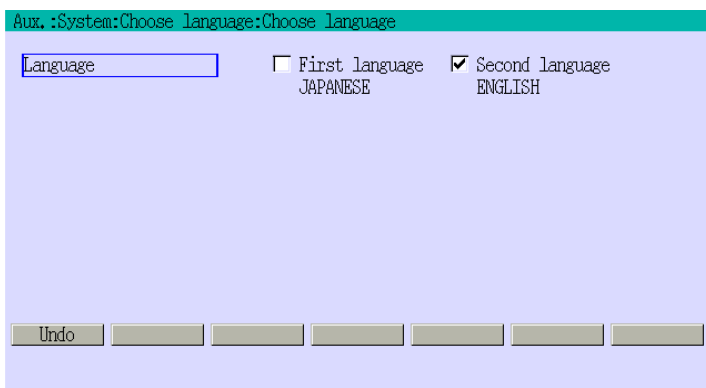 Aux.:System:Choose language:Choose language
Language First language Second language
JAPANESE ENGLISH
Undo